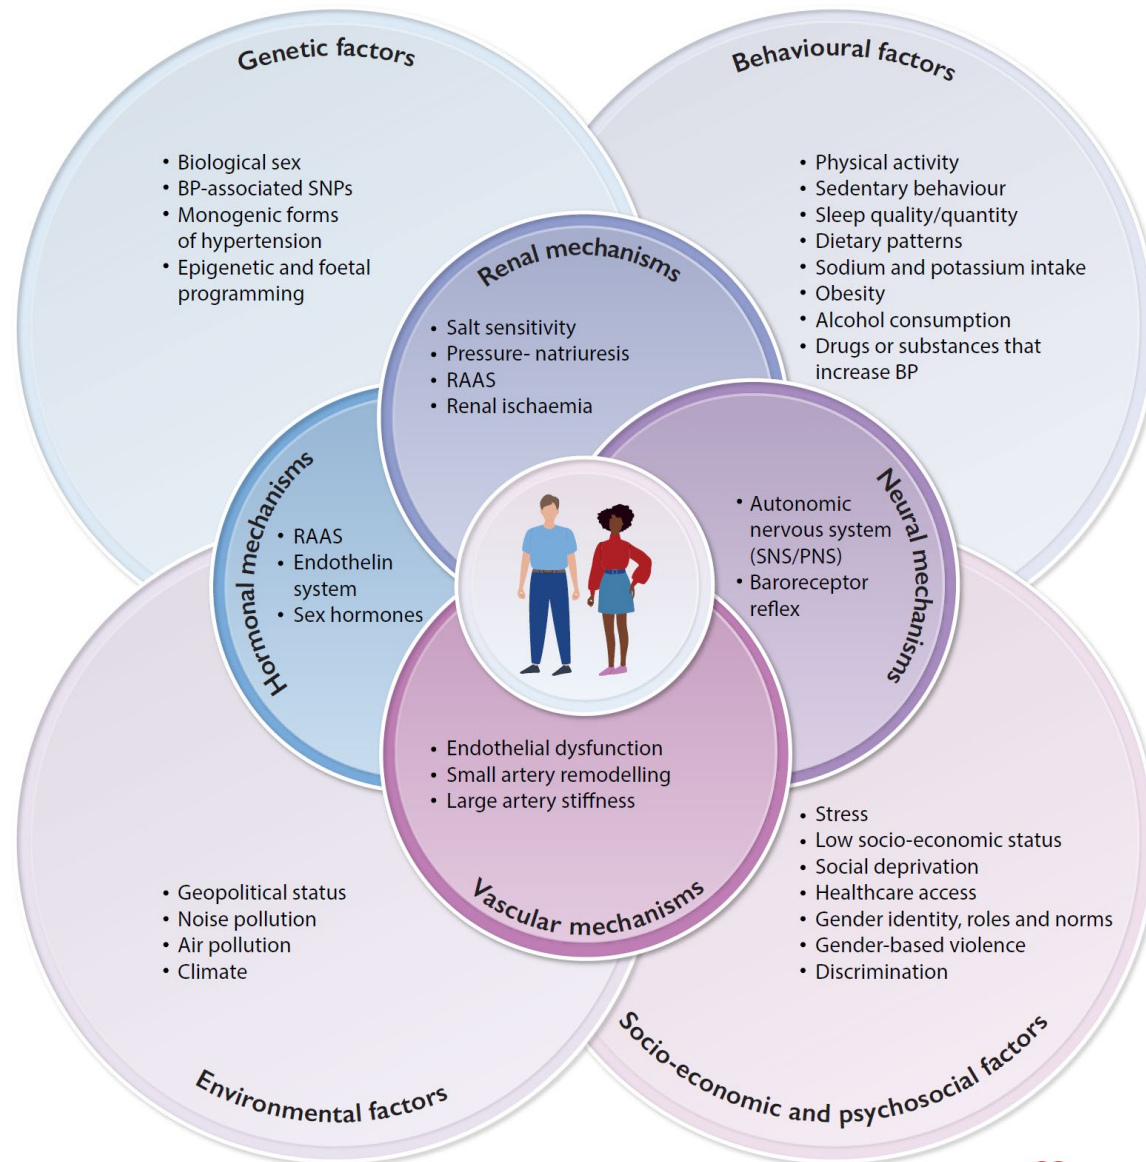 Genetic factors
• Biological sex
• BP-associated SNPs
• Monogenic forms
of hypertension
• Epigenetic and foetal
programming
Behavioural factors
• Physical activity
• Sedentary behaviour
• Sleep quality/quantity
• Dietary patterns
• Sodium and potassium intake
• Obesity
• Alcohol consumption
• Drugs or substances that
increase BP
Renal mechanisms
• Salt sensitivity
• Pressure- natriuresis
• RAAS
• Renal ischaemia
Hormonal mechanisms
• RAAS
• Endothelin
system
• Sex hormones
Neural mechanisms
• Autonomic
nervous system
(SNS/PNS)
• Baroreceptor
reflex
• Endothelial dysfunction
• Small artery remodelling
• Large artery stiffness
Vascular mechanisms
• Geopolitical status
• Noise pollution
• Air pollution
• Climate
Environmental factors
• Stress
• Low socio-economic status
• Social deprivation
• Healthcare access
• Gender identity, roles and norms
• Gender-based violence
• Discrimination
Socio-economic and psychosocial factors